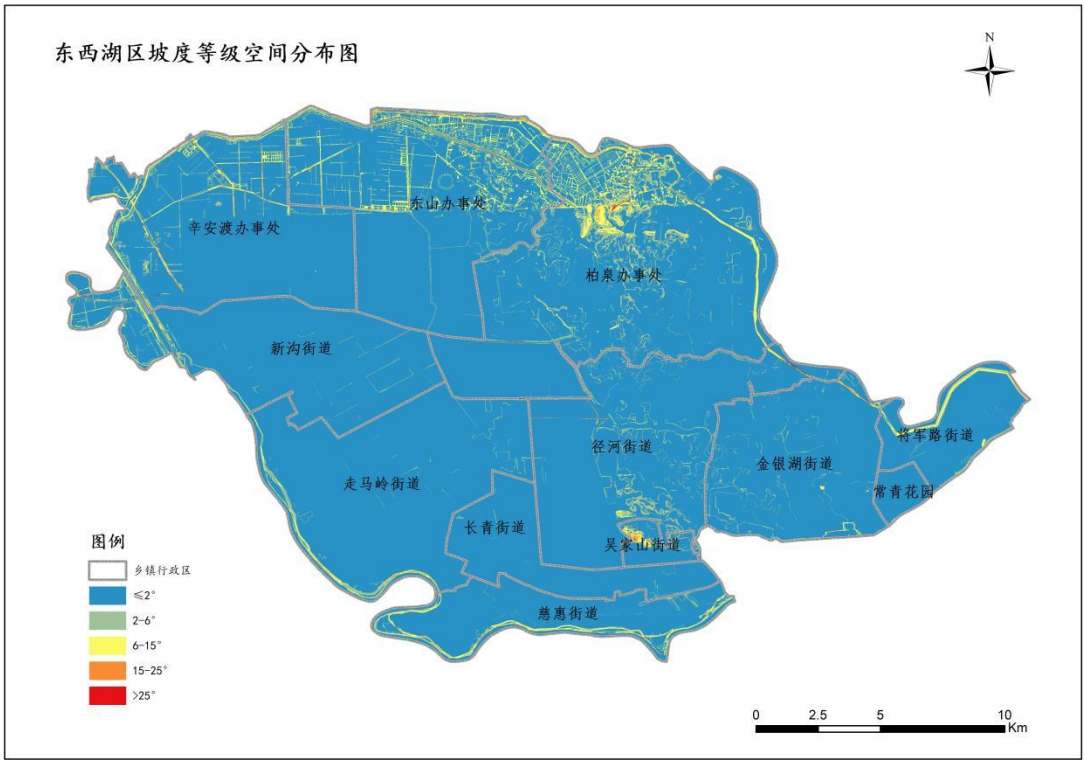 东西湖区坡度等级空间分布图
N
东山办事处
辛安渡办事处
柏泉办事处
新沟街道
径河街道
将军路街道
金银湖街道
走马岭街道
常青花园
长青街道
吴家山街道
慈惠街道
图例
乡镇行政区
≤2°
2-6°
6-15°
15-25°
>25°
0 2.5 5 10
Km